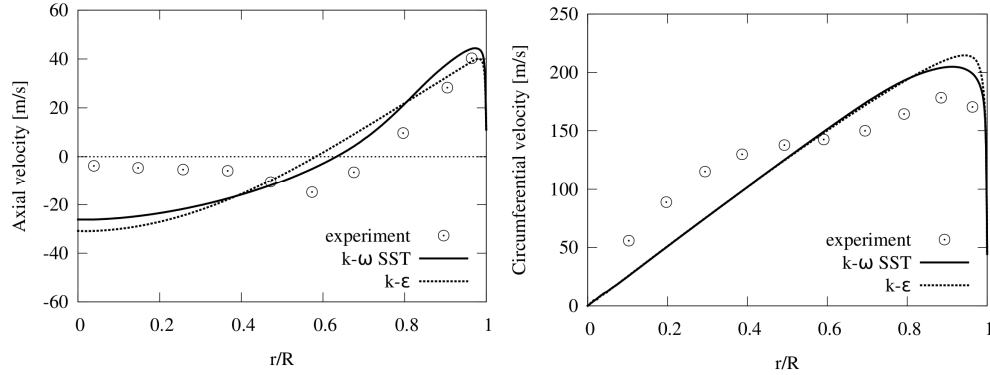 60
40
20
0
-20
-40
-60
Axial velocity [m/s]
experiment
k-ω SST
k-ε
0
0.2
0.4
0.6
0.8
1
r/R
250
200
150
100
50
0
Circumferential velocity [m/s]
experiment
k-ω SST
k-ε
0
0.2
0.4
0.6
0.8
1
r/R